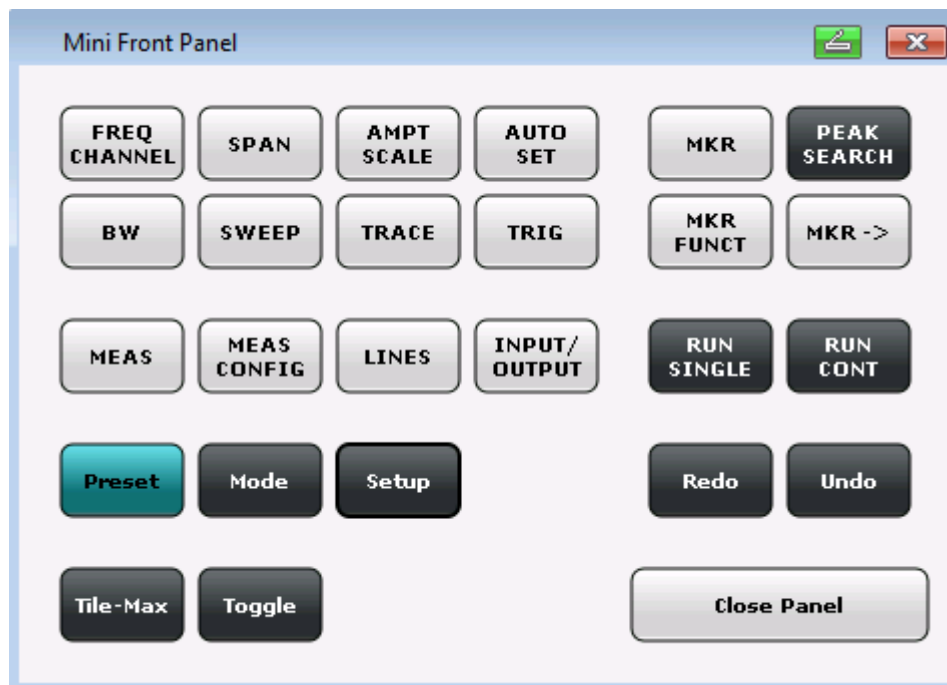 Mini Front Panel
FREQ
CHANNEL
SPAN
AMPT
SCALE
AUTO
SET
MKR
PEAK
SEARCH
BW
SWEEP
TRACE
TRIG
MKR
FUNCT
MKR ->
MEAS
MEAS
CONFIG
LINES
INPUT/
OUTPUT
RUN
SINGLE
RUN
CONT
Preset
Mode
Setup
Redo
Undo
Tile-Max
Toggle
Close Panel